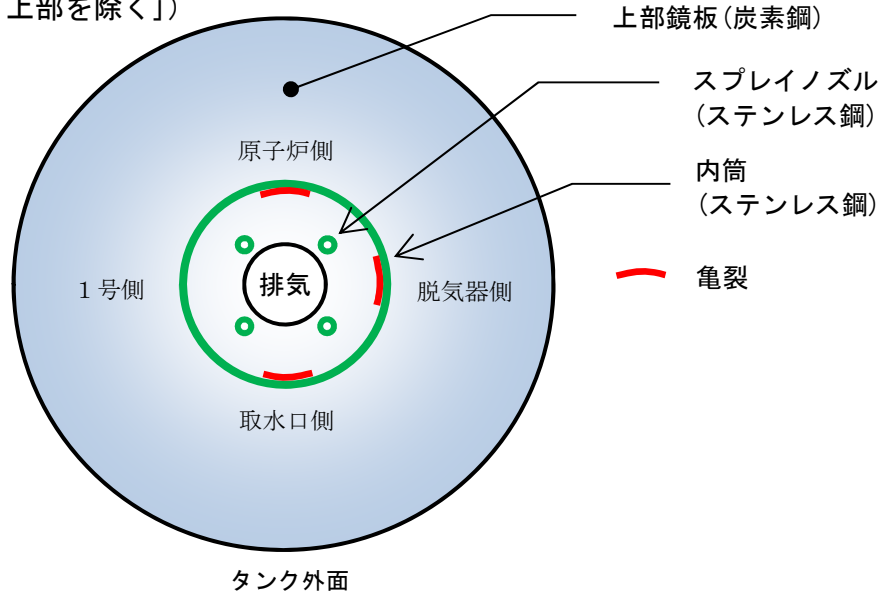 上部を除く」)
上部鏡板(炭素鋼)
スプレイノズル
(ステンレス鋼)
内筒
(ステンレス鋼)
亀裂
原子炉側
1号側
排気
脱気器側
取水口側
タンク外面